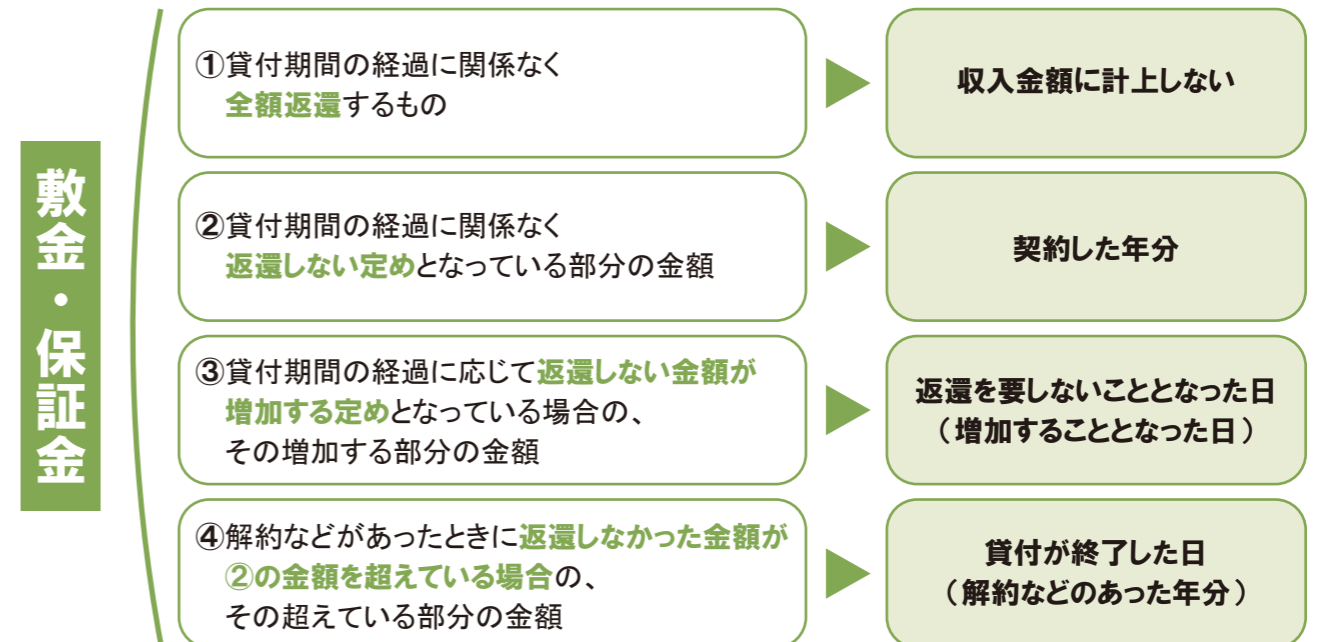 敷金・保証金
①貸付期間の経過に関係なく
全額返還するもの
収入金額に計上しない
②貸付期間の経過に関係なく
返還しない定めとなっている部分の金額
契約した年分
③貸付期間の経過に応じて返還しない金額が
増加する定めとなっている場合の、
その増加する部分の金額
返還を要しないこととなった日
（増加することとなった日）
④解約などがあったときに返還しなかった金額が
②の金額を超えている場合の、
その超えている部分の金額
貸付が終了した日
（解約などのあった年分）